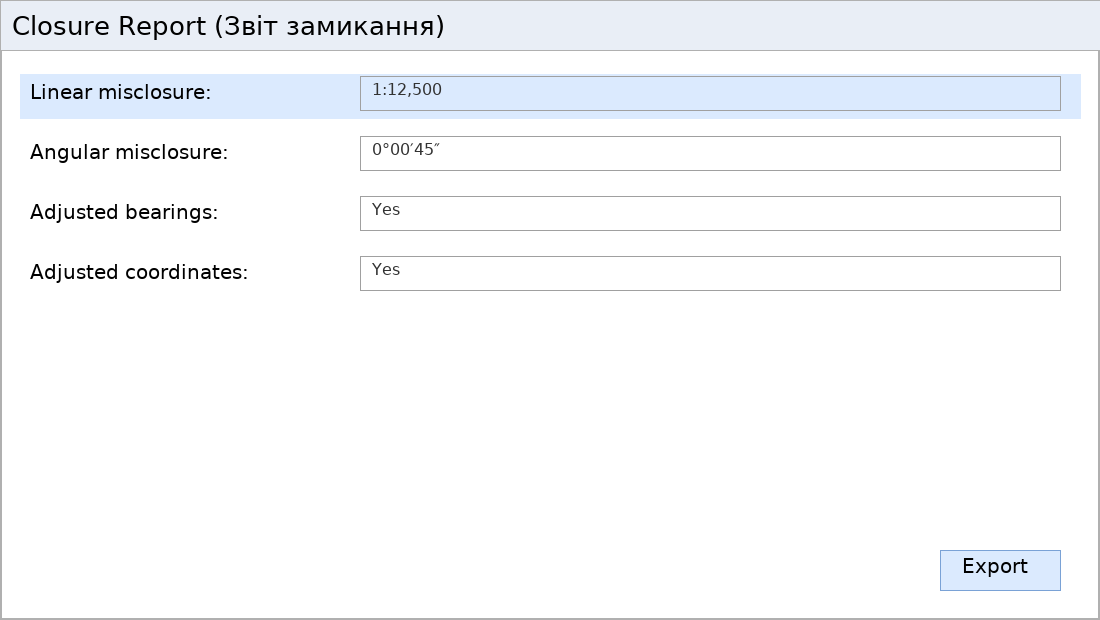 Closure Report (Звіт замикання)
Linear misclosure: 1:12,500
Angular misclosure: 0°00′45″
Adjusted bearings: Yes
Adjusted coordinates: Yes
Export